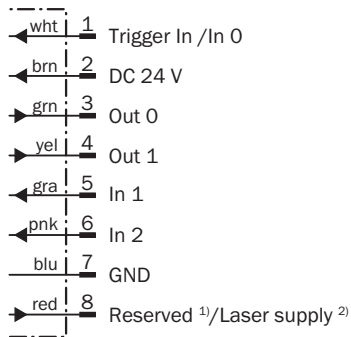 wht 1 Trigger In /In 0
brn 2 DC 24 V
grn 3 Out 0
yel 4 Out 1
gra 5 In 1
pnk 6 In 2
blu 7 GND
red 8 Reserved ¹⁾/Laser supply ²⁾